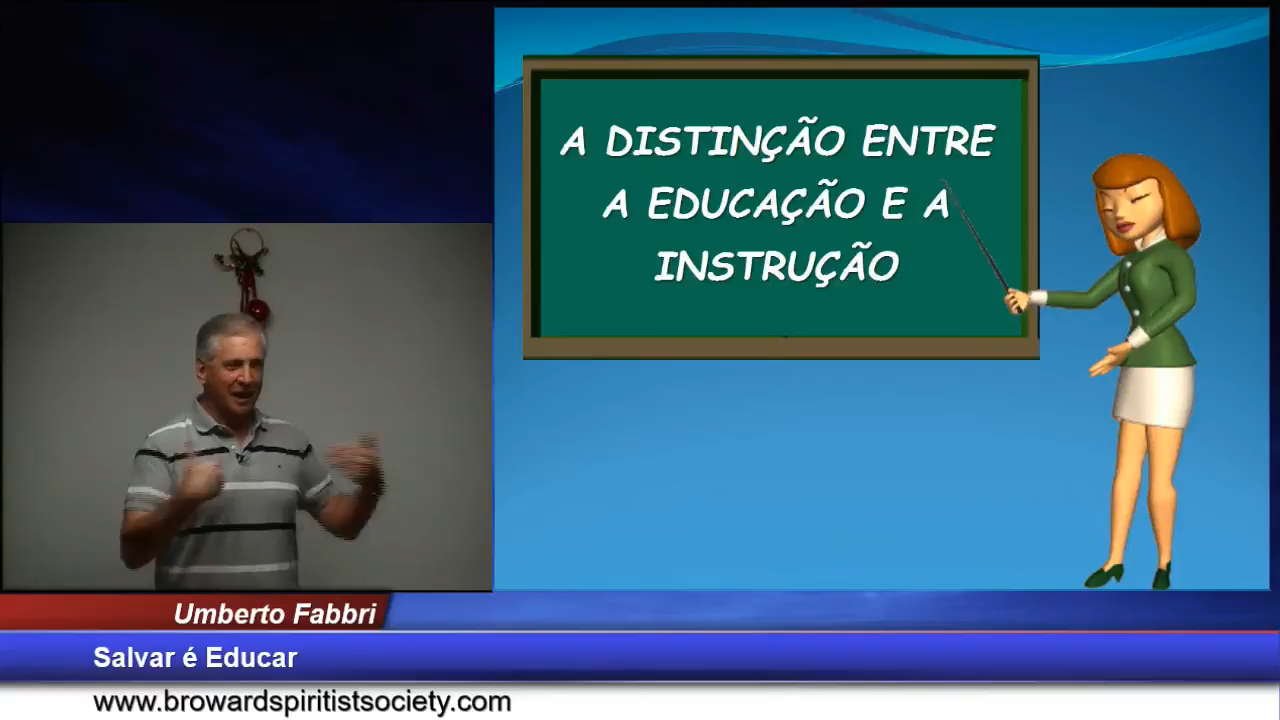 A DISTINÇÃO ENTRE
A EDUCAÇÃO E A
INSTRUÇÃO
Umberto Fabbri
Salvar é Educar
www.browardspiritistsociety.com